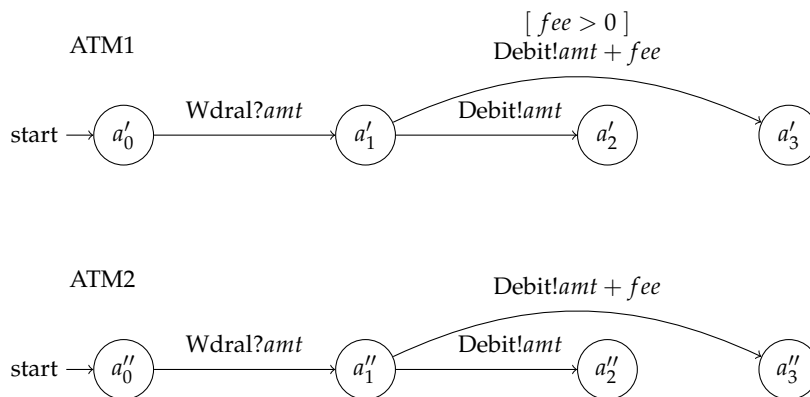 [ fee > 0 ]
ATM1
Debit!amt + fee
Wdral?amt
Debit!amt
start
a′₀
a′₁
a′₂
a′₃
ATM2
Debit!amt + fee
Wdral?amt
Debit!amt
start
a″₀
a″₁
a″₂
a″₃